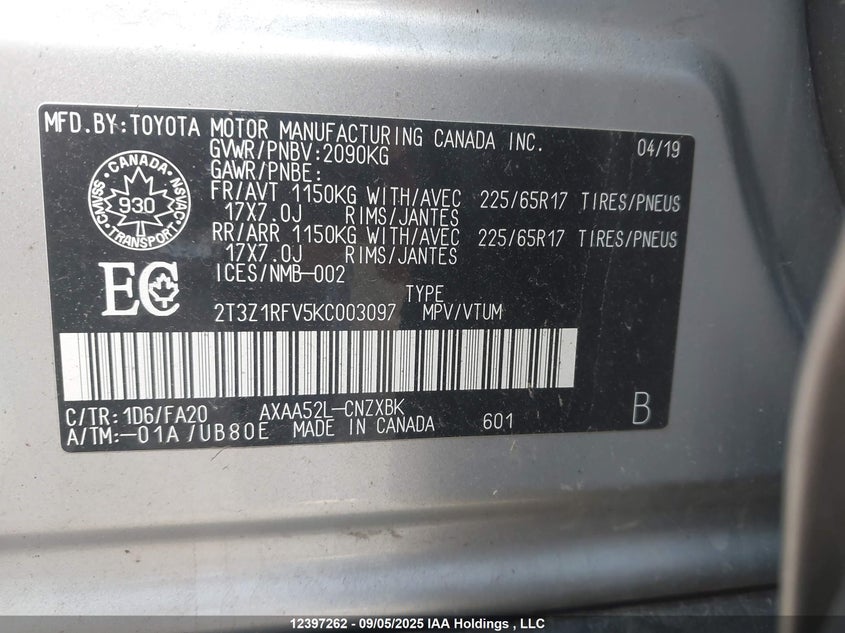 MFD.BY:TOYOTA MOTOR MANUFACTURING CANADA INC. 04/19
GVWR/PNBV:2090KG
GAWR/PNBE:
FR/AVT 1150KG WITH/AVEC 225/65R17 TIRES/PNEUS
17X7.0J RIMS/JANTES
RR/ARR 1150KG WITH/AVEC 225/65R17 TIRES/PNEUS
17X7.0J RIMS/JANTES
ICES/NMB-002
CANADA
CMVSS 930 NSVAC
TRANSPORT
EC
TYPE
2T3Z1RFV5KC003097 MPV/VTUM
C/TR:1D6/FA20 AXAA52L-CNZXBK B
A/TM:-01A/UB80E MADE IN CANADA 601
12397262 - 09/05/2025 IAA Holdings , LLC